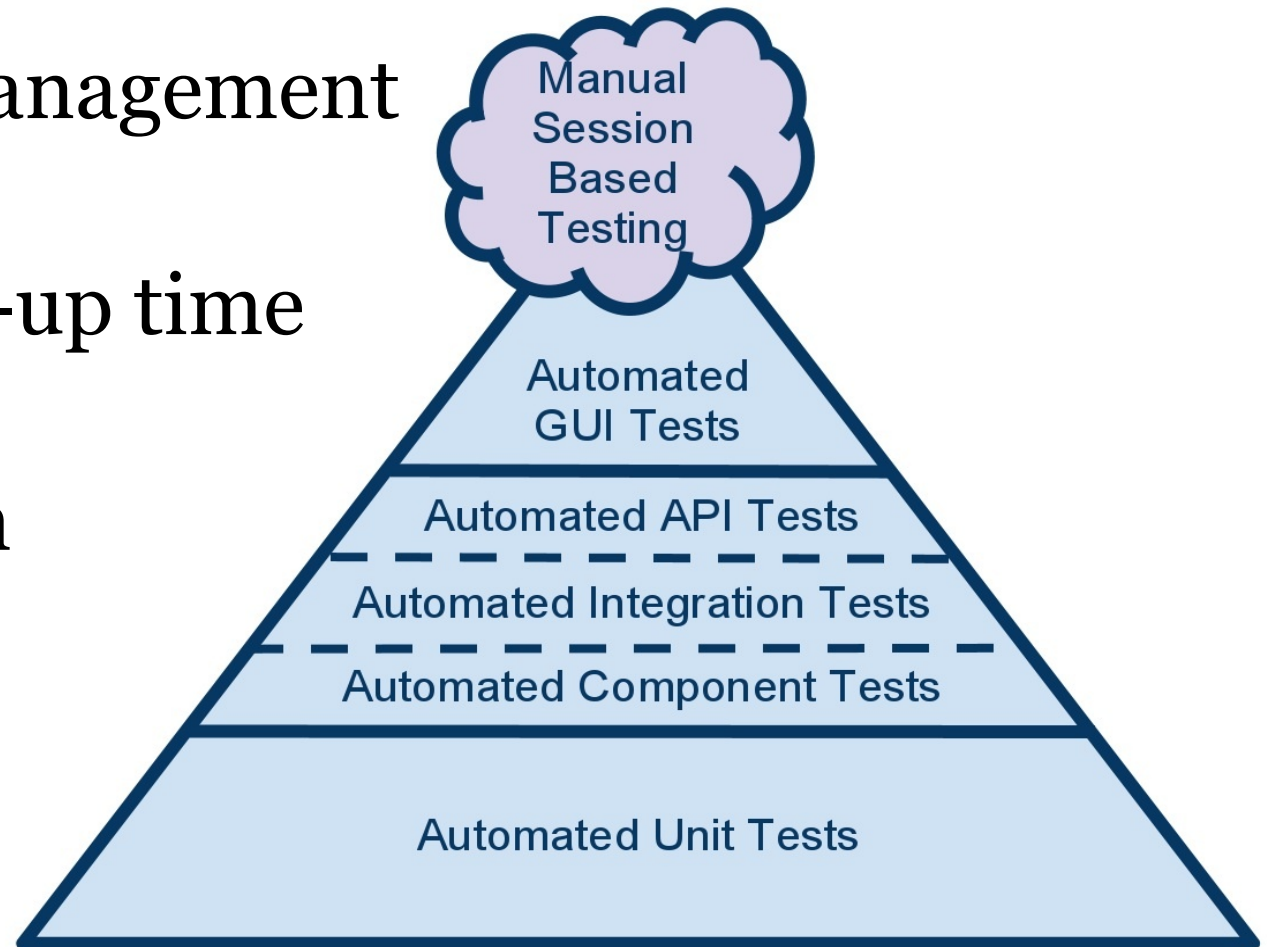 anagement
-up time
Manual
Session
Based
Testing
Automated
GUI Tests
Automated API Tests
Automated Integration Tests
Automated Component Tests
Automated Unit Tests